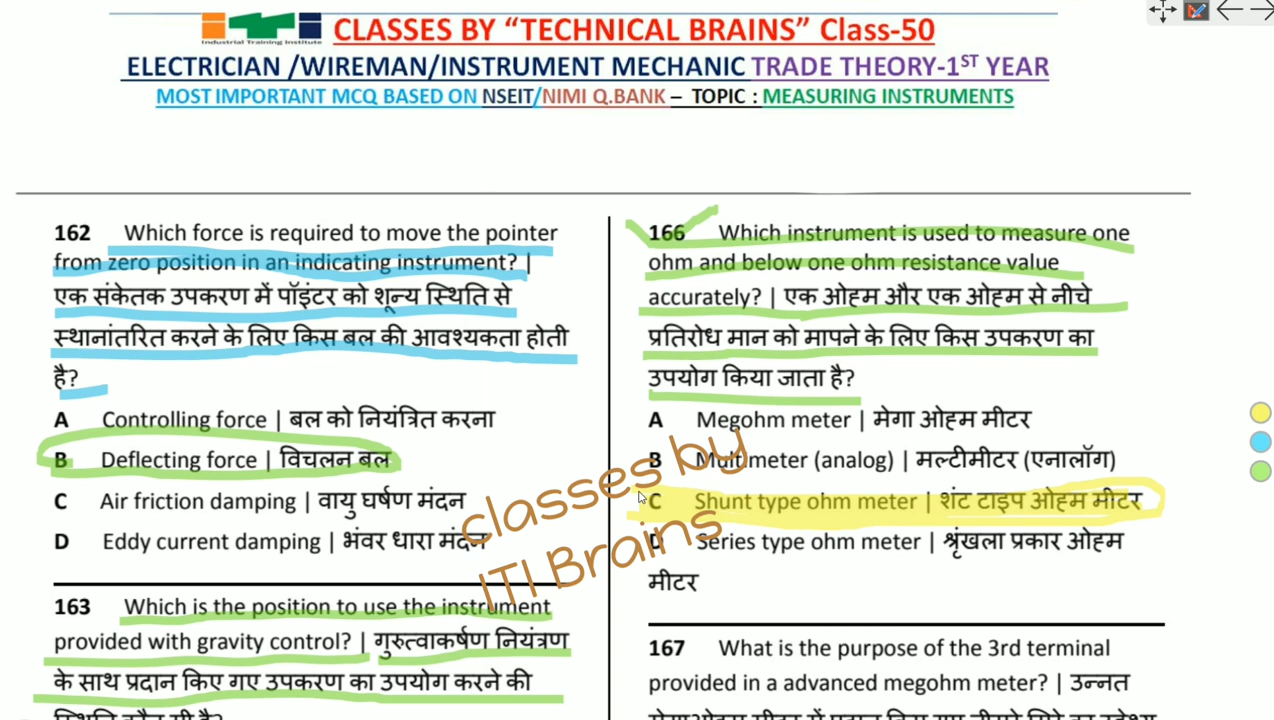 iTi
Industrial Training Institute
CLASSES BY “TECHNICAL BRAINS” Class-50
ELECTRICIAN /WIREMAN/INSTRUMENT MECHANIC TRADE THEORY-1ST YEAR
MOST IMPORTANT MCQ BASED ON NSEIT/NIMI Q.BANK – TOPIC : MEASURING INSTRUMENTS
162 Which force is required to move the pointer
from zero position in an indicating instrument? |
एक संकेतक उपकरण में पॉइंटर को शून्य स्थिति से
स्थानांतरित करने के लिए किस बल की आवश्यकता होती
है?
A Controlling force | बल को नियंत्रित करना
B Deflecting force | विचलन बल
C Air friction damping | वायु घर्षण मंदन
D Eddy current damping | भंवर धारा मंदन
163 Which is the position to use the instrument
provided with gravity control? | गुरुत्वाकर्षण नियंत्रण
के साथ प्रदान किए गए उपकरण का उपयोग करने की
स्थिति कौन सी है?
166 Which instrument is used to measure one
ohm and below one ohm resistance value
accurately? | एक ओहम और एक ओहम से नीचे
प्रतिरोध मान को मापने के लिए किस उपकरण का
उपयोग किया जाता है?
A Megohm meter | मेगा ओहम मीटर
B Multimeter (analog) | मल्टीमीटर (एनालॉग)
C Shunt type ohm meter | शंट टाइप ओहम मीटर
D Series type ohm meter | श्रृंखला प्रकार ओहम
मीटर
167 What is the purpose of the 3rd terminal
provided in a advanced megohm meter? | उन्नत
classes by
ITI Brains